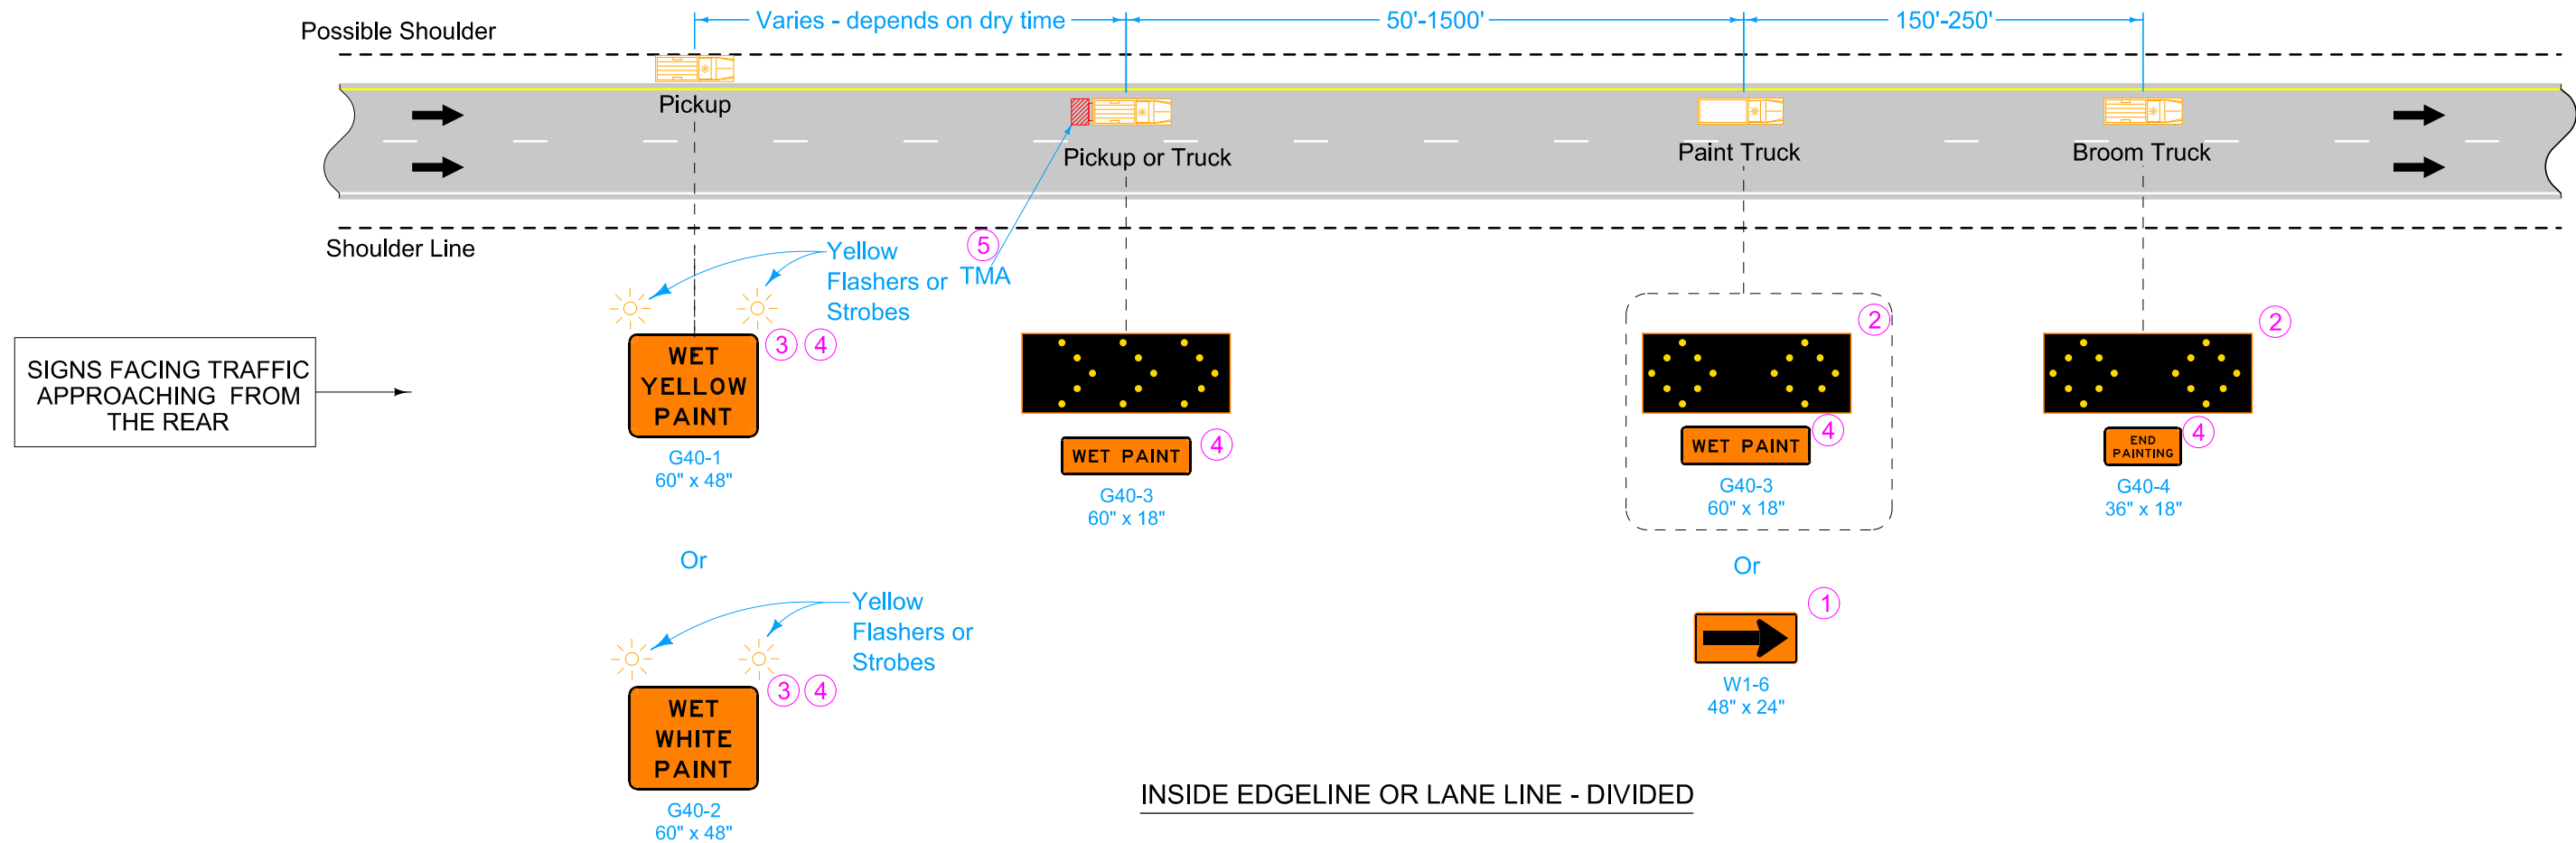 Varies - depends on dry time
50'-1500'
150'-250'
Possible Shoulder
Pickup
Pickup or Truck
Paint Truck
Broom Truck
Shoulder Line
SIGNS FACING TRAFFIC
APPROACHING FROM
THE REAR
Yellow
Flashers or
Strobes
5
TMA
3 4
WET
YELLOW
PAINT
G40-1
60" x 48"
Or
Yellow
Flashers or
Strobes
3 4
WET
WHITE
PAINT
G40-2
60" x 48"
4
WET PAINT
G40-3
60" x 18"
2
4
WET PAINT
G40-3
60" x 18"
Or
1
W1-6
48" x 24"
2
4
END
PAINTING
G40-4
36" x 18"
INSIDE EDGELINE OR LANE LINE - DIVIDED